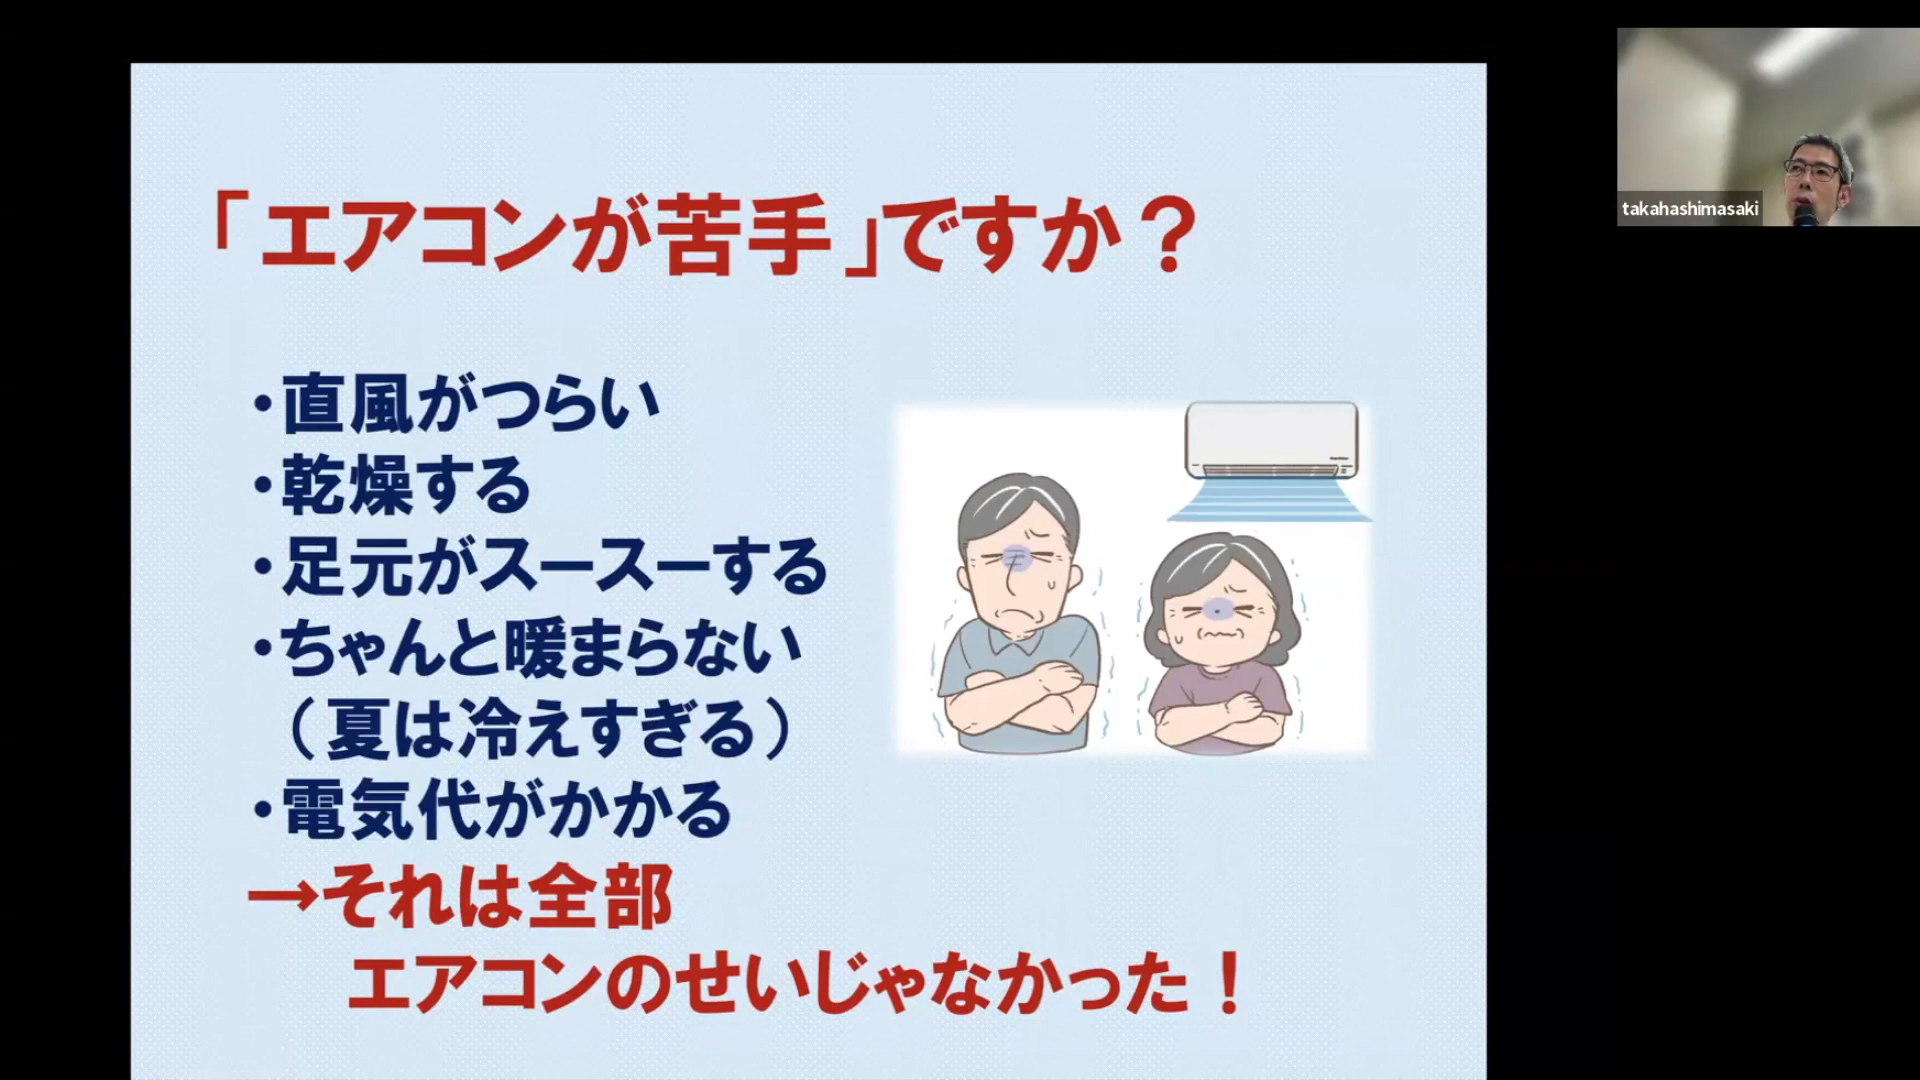 「エアコンが苦手」ですか？
・直風がつらい
・乾燥する
・足元がスースーする
・ちゃんと暖まらない
（夏は冷えすぎる）
・電気代がかかる
→それは全部
エアコンのせいじゃなかった！
takahashimasaki